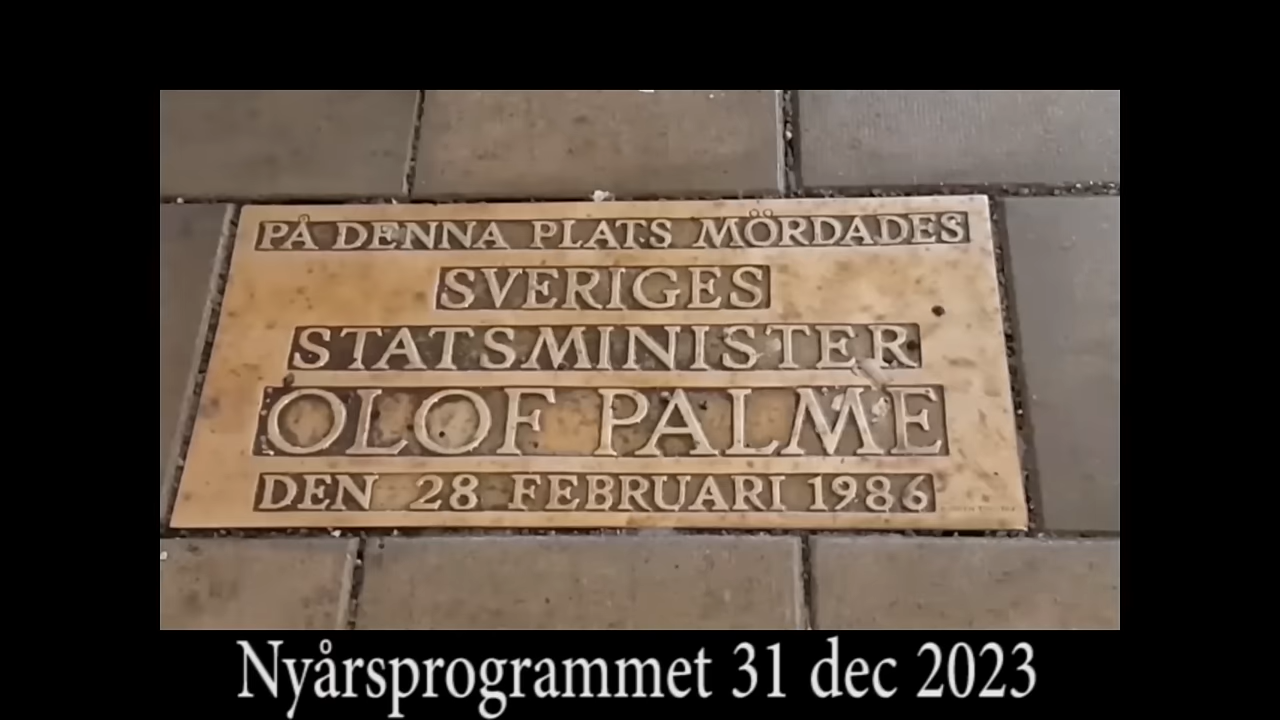 PÅ DENNA PLATS MÖRDADES
SVERIGES
STATSMINISTER
OLOF PALME
DEN 28 FEBRUARI 1986
Nyårsprogrammet 31 dec 2023